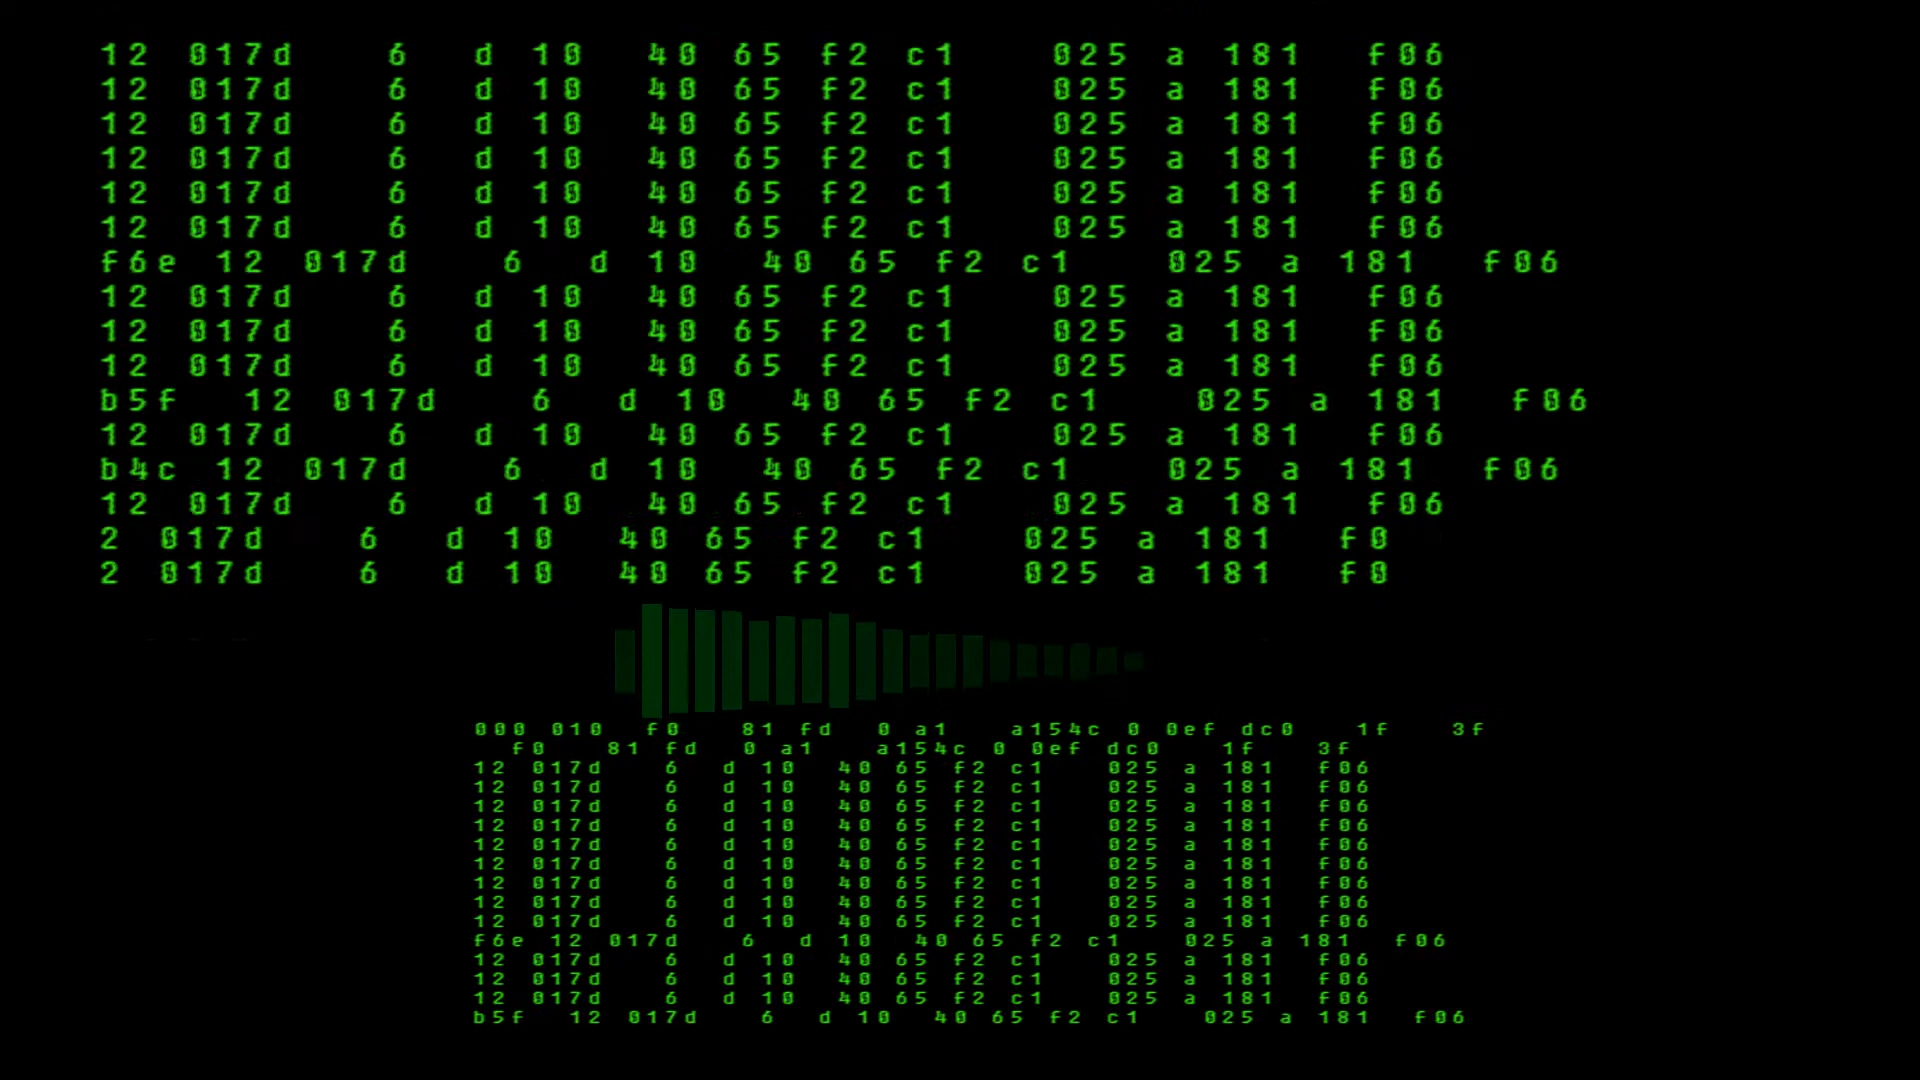 12 017d 6 d 10 40 65 f2 c1 025 a 181 f06
12 017d 6 d 10 40 65 f2 c1 025 a 181 f06
12 017d 6 d 10 40 65 f2 c1 025 a 181 f06
12 017d 6 d 10 40 65 f2 c1 025 a 181 f06
12 017d 6 d 10 40 65 f2 c1 025 a 181 f06
12 017d 6 d 10 40 65 f2 c1 025 a 181 f06
f6e 12 017d 6 d 10 40 65 f2 c1 025 a 181 f06
12 017d 6 d 10 40 65 f2 c1 025 a 181 f06
12 017d 6 d 10 40 65 f2 c1 025 a 181 f06
12 017d 6 d 10 40 65 f2 c1 025 a 181 f06
b5f 12 017d 6 d 10 40 65 f2 c1 025 a 181 f06
12 017d 6 d 10 40 65 f2 c1 025 a 181 f06
b4c 12 017d 6 d 10 40 65 f2 c1 025 a 181 f06
12 017d 6 d 10 40 65 f2 c1 025 a 181 f06
2 017d 6 d 10 40 65 f2 c1 025 a 181 f0
2 017d 6 d 10 40 65 f2 c1 025 a 181 f0
000 010 f0 81 fd 0 a1 a154c 0 0ef dc0 1f 3f
f0 81 fd 0 a1 a154c 0 0ef dc0 1f 3f
12 017d 6 d 10 40 65 f2 c1 025 a 181 f06
12 017d 6 d 10 40 65 f2 c1 025 a 181 f06
12 017d 6 d 10 40 65 f2 c1 025 a 181 f06
12 017d 6 d 10 40 65 f2 c1 025 a 181 f06
12 017d 6 d 10 40 65 f2 c1 025 a 181 f06
12 017d 6 d 10 40 65 f2 c1 025 a 181 f06
12 017d 6 d 10 40 65 f2 c1 025 a 181 f06
12 017d 6 d 10 40 65 f2 c1 025 a 181 f06
12 017d 6 d 10 40 65 f2 c1 025 a 181 f06
f6e 12 017d 6 d 10 40 65 f2 c1 025 a 181 f06
12 017d 6 d 10 40 65 f2 c1 025 a 181 f06
12 017d 6 d 10 40 65 f2 c1 025 a 181 f06
12 017d 6 d 10 40 65 f2 c1 025 a 181 f06
b5f 12 017d 6 d 10 40 65 f2 c1 025 a 181 f06